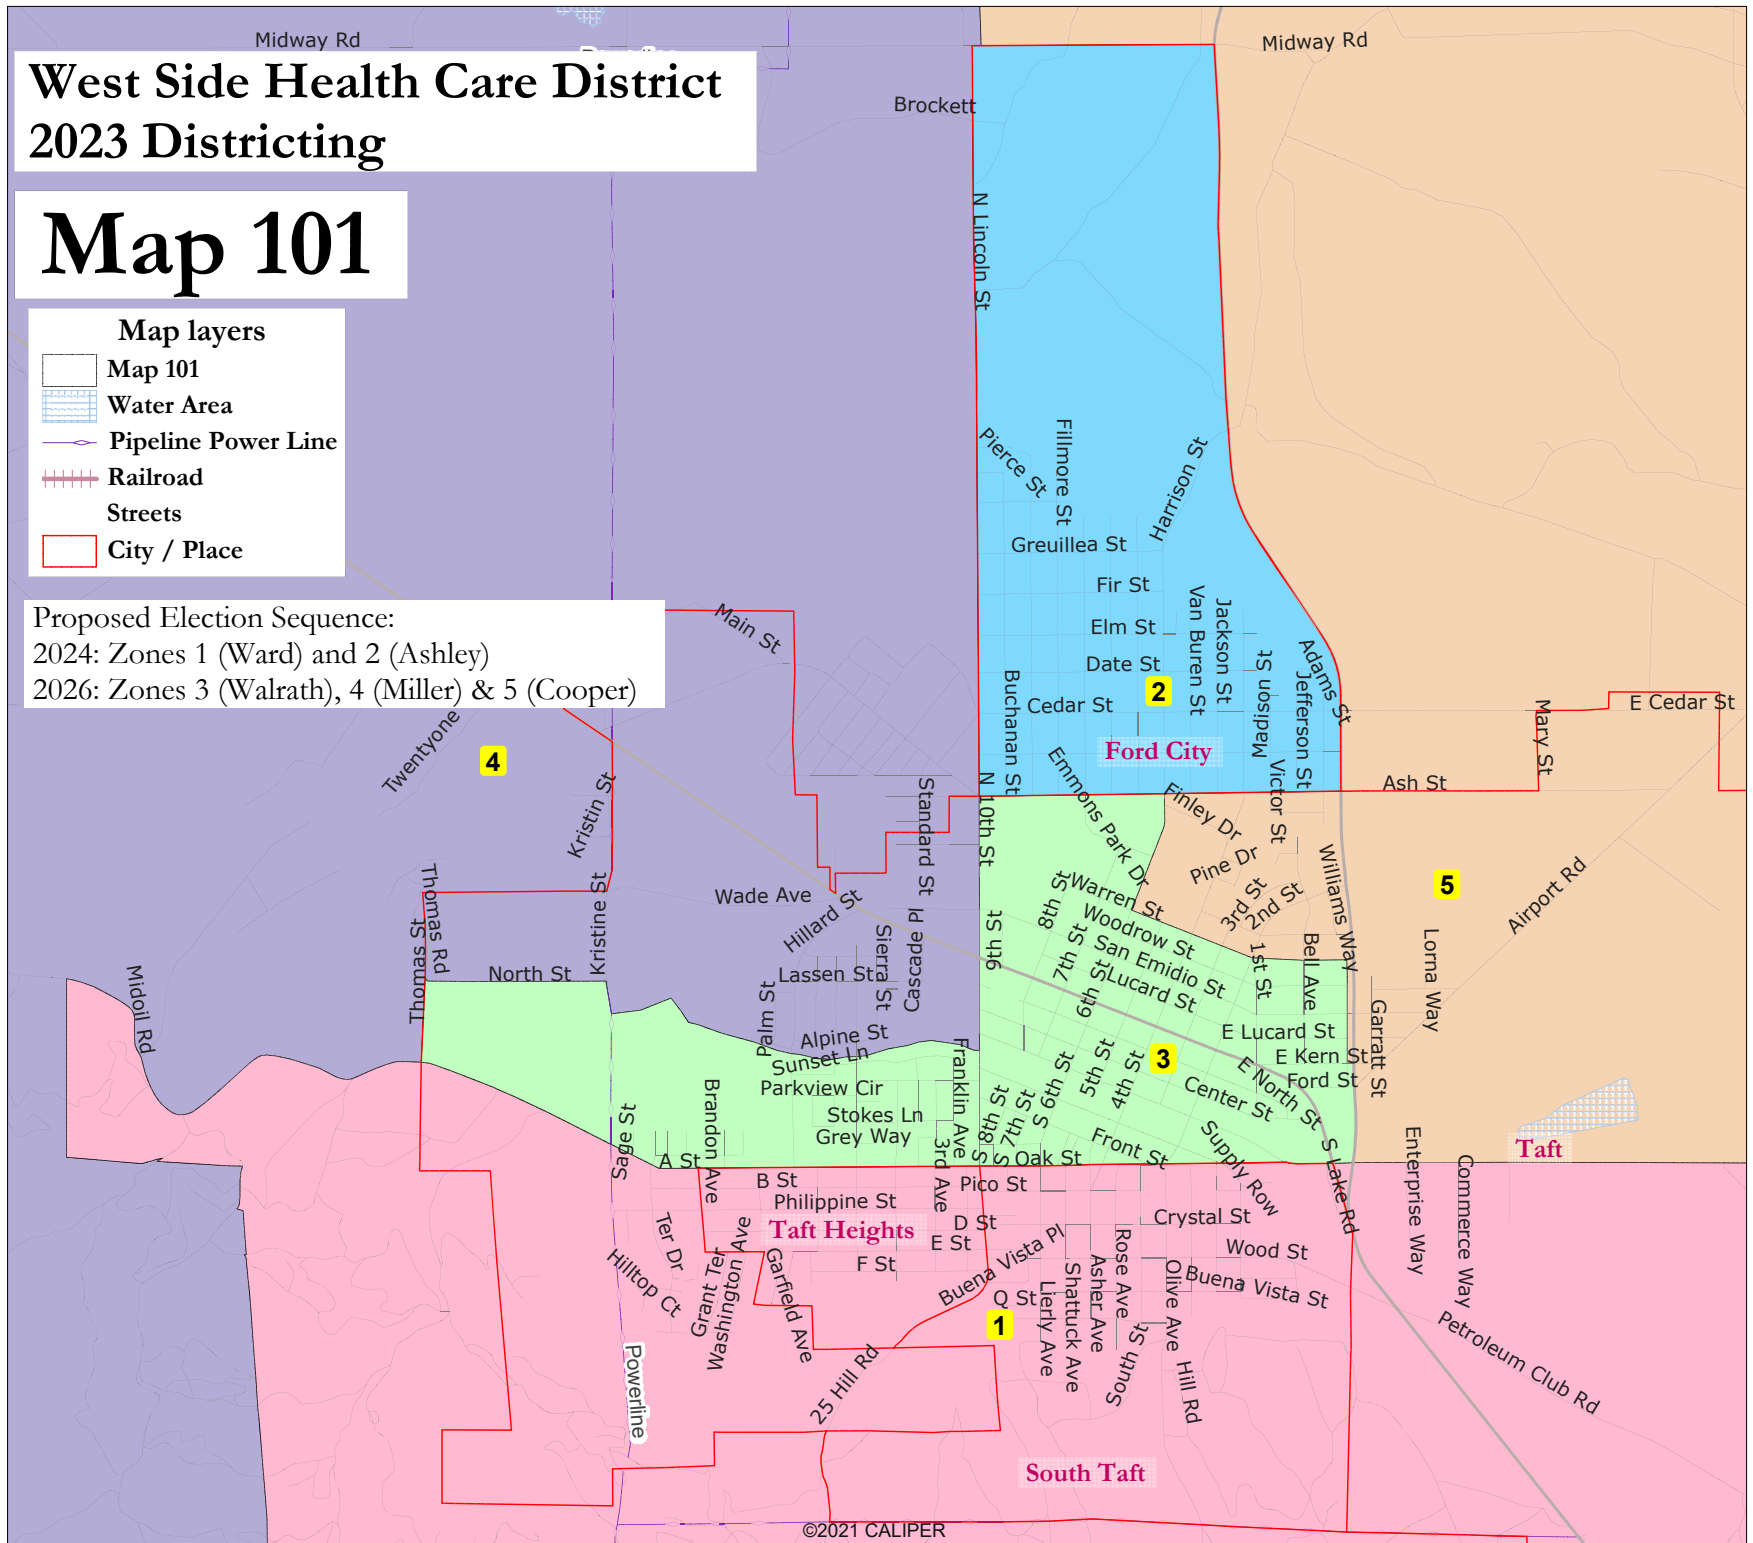 Midway Rd
Midway Rd
West Side Health Care District
2023 Districting
Brockett
Map 101
N Lincoln St
Map layers
Map 101
Water Area
Pipeline Power Line
Railroad
Streets
City / Place
Pierce St
Fillmore St
Harrison St
Greuillea St
Fir St
Van Buren St
Jackson St
Elm St
Proposed Election Sequence:
2024: Zones 1 (Ward) and 2 (Ashley)
2026: Zones 3 (Walrath), 4 (Miller) & 5 (Cooper)
Main St
Adams St
Date St
Madison St
Jefferson St
2
Buchanan St
Cedar St
E Cedar St
Mary St
Twentyone
4
Ford City
Emmons Park Dr
Victor St
Ash St
Kristin St
Standard St
N 10th St
Finley Dr
Pine Dr
Williams Way
5
Airport Rd
Thomas Rd
Kristine St
Wade Ave
Hillard St
8th St
Warren St
3rd St
2nd St
Thomas St
Woodrow St
9th St
Cascade Pl
Sierra St
7th St
San Emidio St
1st St
Bell Ave
Lorna Way
Midoil Rd
North St
Lassen St
6th St
Lucard St
Palm St
Garratt St
Alpine St
Sunset Ln
E Lucard St
E Kern St
3
Franklin Ave
5th St
4th St
Ford St
E North St
Parkview Cir
Brandon Ave
S 6th St
Center St
Sage St
Stokes Ln
Grey Way
S 8th St
S 7th St
Front St
Supply Row
S Lake Rd
Enterprise Way
Taft
Commerce Way
A St
3rd Ave
Oak St
B St
Pico St
Philippine St
Taft Heights
D St
Crystal St
E St
Buena Vista Pl
Wood St
Ter Dr
Hilltop Ct
Grant Ter
Washington Ave
Garfield Ave
F St
Rose Ave
Asher Ave
Shattuck Ave
Lierly Ave
Olive Ave
Buena Vista St
Q St
1
South St
Hill Rd
Petroleum Club Rd
Powerline
25 Hill Rd
South Taft
©2021 CALIPER